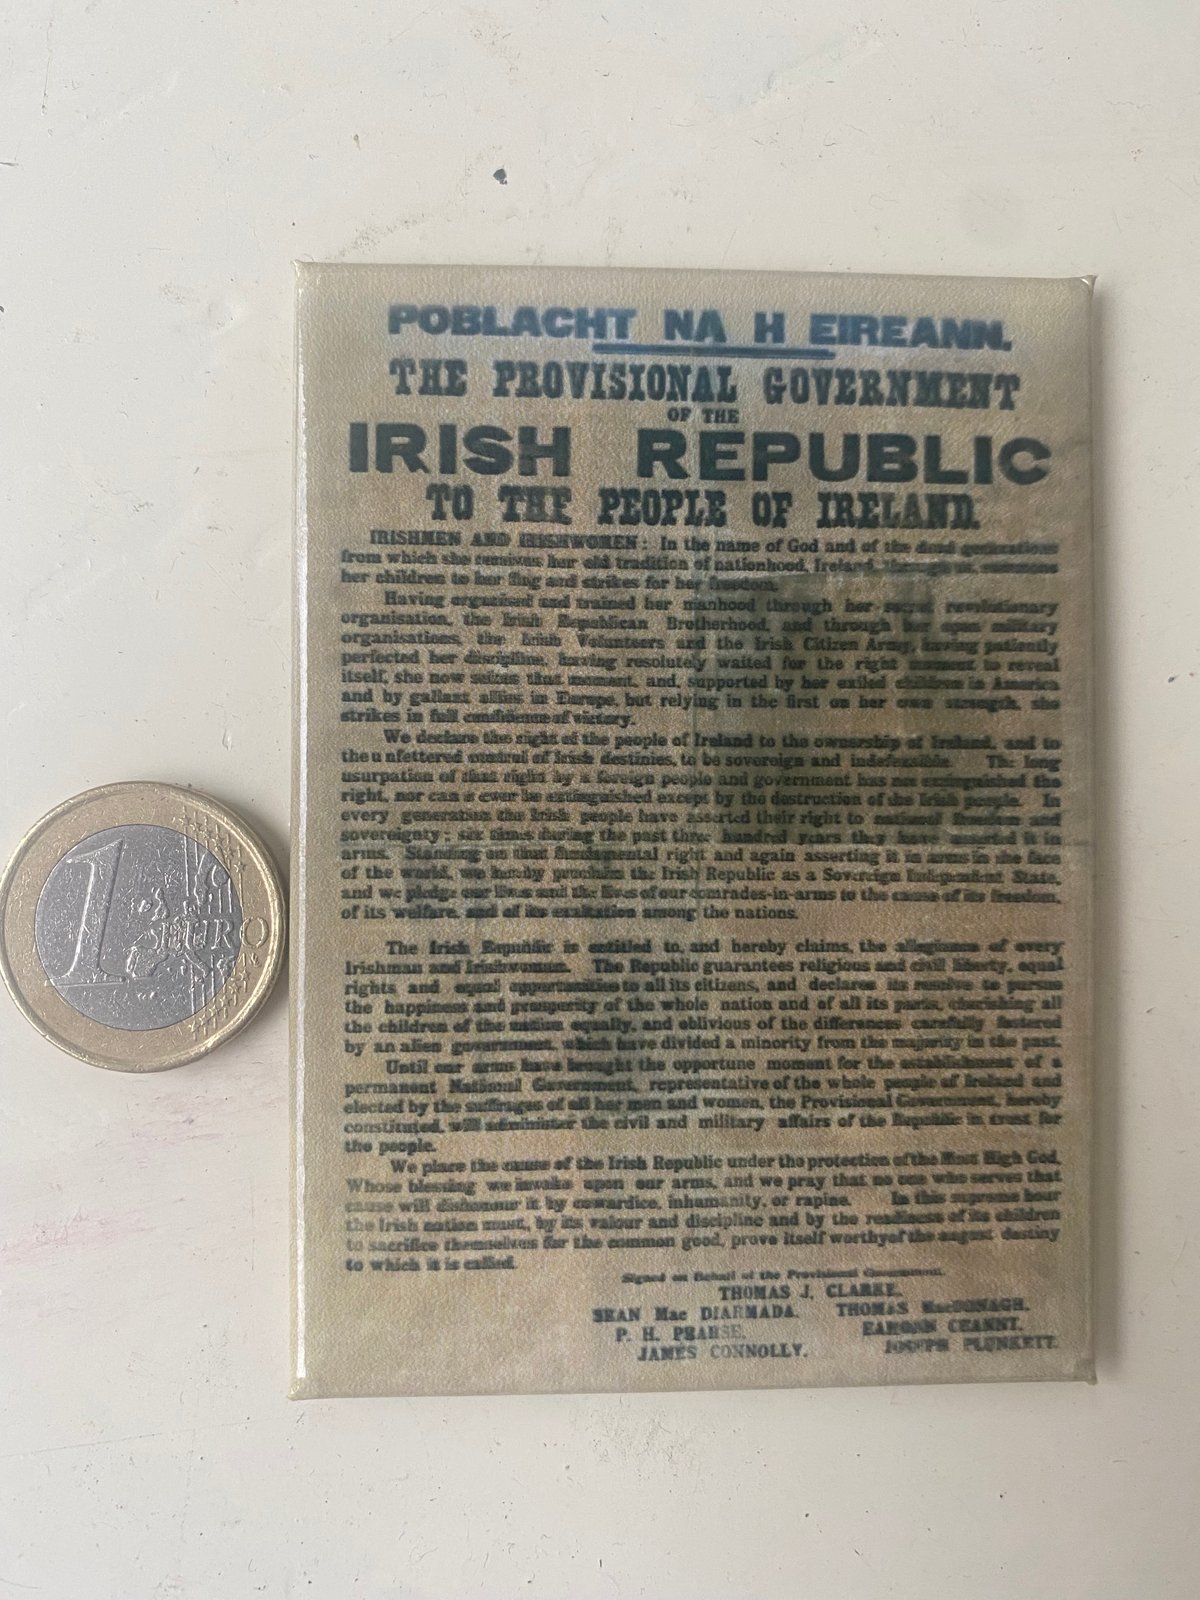 POBLACHT NA H EIREANN.
THE PROVISIONAL GOVERNMENT
OF THE
IRISH REPUBLIC
TO THE PEOPLE OF IRELAND.
IRISHMEN AND IRISHWOMEN: In the name of God and of the dead generations
from which she receives her old tradition of nationhood, Ireland, through us, summons
her children to her flag and strikes for her freedom.
Having organised and trained her manhood through her secret revolutionary
organisation, the Irish Republican Brotherhood, and through her open military
organisations, the Irish Volunteers and the Irish Citizen Army, having patiently
perfected her discipline, having resolutely waited for the right moment to reveal
itself, she now seizes that moment, and, supported by her exiled children in America
and by gallant allies in Europe, but relying in the first on her own strength, she
strikes in full confidence of victory.
We declare the right of the people of Ireland to the ownership of Ireland, and to
the unfettered control of Irish destinies, to be sovereign and indefeasible. The long
usurpation of that right by a foreign people and government has not extinguished the
right, nor can it ever be extinguished except by the destruction of the Irish people. In
every generation the Irish people have asserted their right to national freedom and
sovereignty; six times during the past three hundred years they have asserted it in
arms. Standing on that fundamental right and again asserting it in arms in the face
of the world, we hereby proclaim the Irish Republic as a Sovereign Independent State,
and we pledge our lives and the lives of our comrades-in-arms to the cause of its freedom,
of its welfare, and of its exaltation among the nations.
The Irish Republic is entitled to, and hereby claims, the allegiance of every
Irishman and Irishwoman. The Republic guarantees religious and civil liberty, equal
rights and equal opportunities to all its citizens, and declares its resolve to pursue
the happiness and prosperity of the whole nation and of all its parts, cherishing all
the children of the nation equally, and oblivious of the differences carefully fostered
by an alien government, which have divided a minority from the majority in the past.
Until our arms have brought the opportune moment for the establishment of a
permanent National Government, representative of the whole people of Ireland and
elected by the suffrages of all her men and women, the Provisional Government, hereby
constituted, will administer the civil and military affairs of the Republic in trust for
the people.
We place the cause of the Irish Republic under the protection of the Most High God,
Whose blessing we invoke upon our arms, and we pray that no one who serves that
cause will dishonour it by cowardice, inhumanity, or rapine. In this supreme hour
the Irish nation must, by its valour and discipline and by the readiness of its children
to sacrifice themselves for the common good, prove itself worthy of the august destiny
to which it is called.
Signed on Behalf of the Provisional Government,
THOMAS J. CLARKE,
SEAN Mac DIARMADA, THOMAS MacDONAGH,
P. H. PEARSE, EAMONN CEANNT,
JAMES CONNOLLY, JOSEPH PLUNKETT.
1 EURO